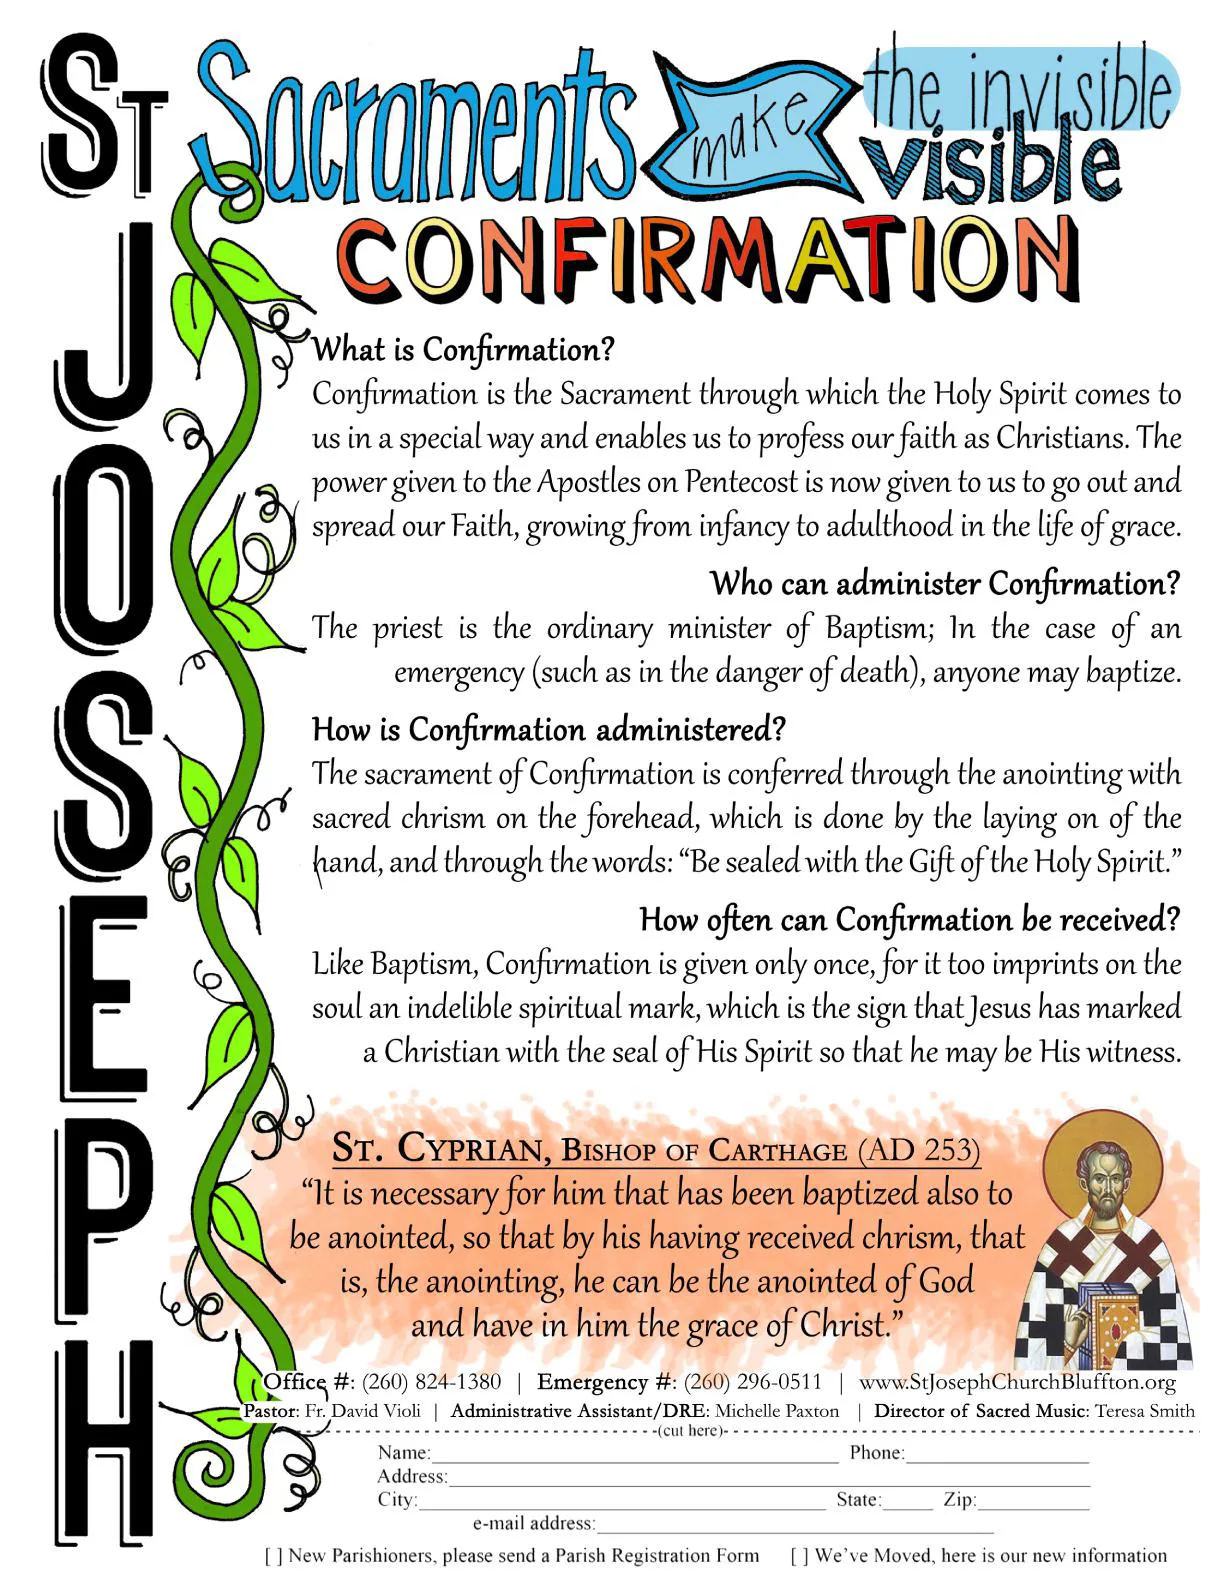 ST JOSEPH
Sacraments make the invisible
visible
CONFIRMATION
What is Confirmation?
Confirmation is the Sacrament through which the Holy Spirit comes to
us in a special way and enables us to profess our faith as Christians. The
power given to the Apostles on Pentecost is now given to us to go out and
spread our Faith, growing from infancy to adulthood in the life of grace.
Who can administer Confirmation?
The priest is the ordinary minister of Baptism; In the case of an
emergency (such as in the danger of death), anyone may baptize.
How is Confirmation administered?
The sacrament of Confirmation is conferred through the anointing with
sacred chrism on the forehead, which is done by the laying on of the
hand, and through the words: “Be sealed with the Gift of the Holy Spirit.”
How often can Confirmation be received?
Like Baptism, Confirmation is given only once, for it too imprints on the
soul an indelible spiritual mark, which is the sign that Jesus has marked
a Christian with the seal of His Spirit so that he may be His witness.
ST. CYPRIAN, BISHOP OF CARTHAGE (AD 253)
“It is necessary for him that has been baptized also to
be anointed, so that by his having received chrism, that
is, the anointing, he can be the anointed of God
and have in him the grace of Christ.”
Office #: (260) 824-1380 | Emergency #: (260) 296-0511 | www.StJosephChurchBluffton.org
Pastor: Fr. David Violi | Administrative Assistant/DRE: Michelle Paxton | Director of Sacred Music: Teresa Smith
(cut here)
Name: Phone:
Address:
City: State: Zip:
e-mail address:
[ ] New Parishioners, please send a Parish Registration Form [ ] We’ve Moved, here is our new information